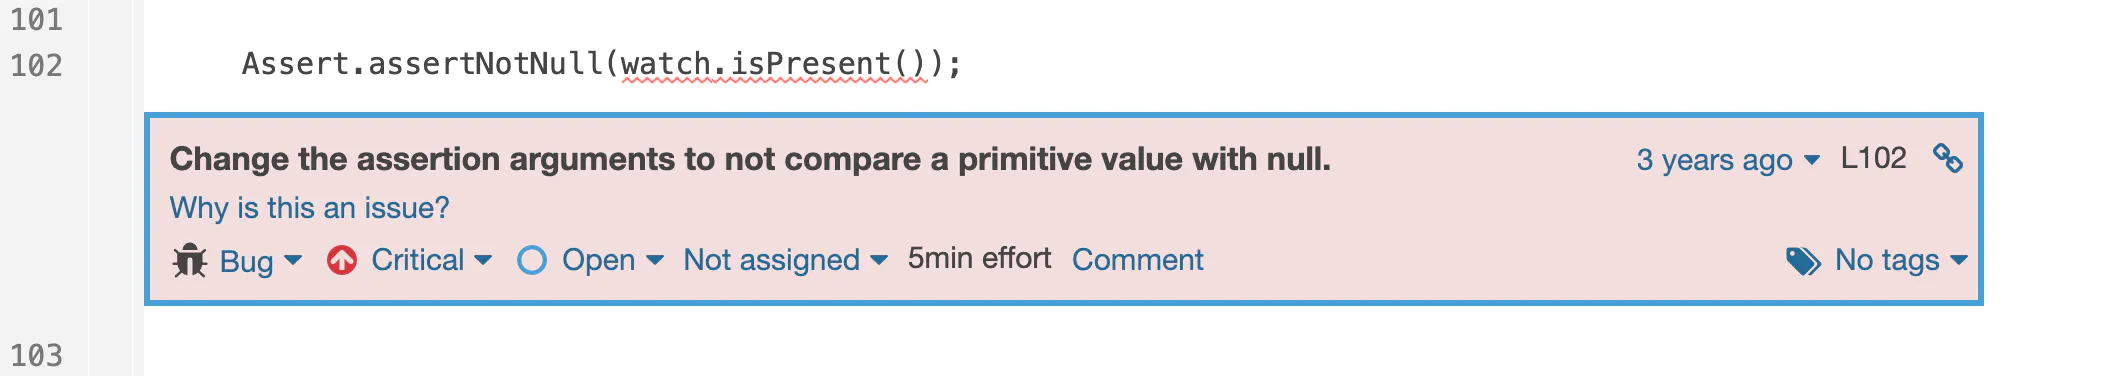 101
102 Assert.assertNotNull(watch.isPresent());
Change the assertion arguments to not compare a primitive value with null. 3 years ago L102
Why is this an issue?
Bug Critical Open Not assigned 5min effort Comment No tags
103